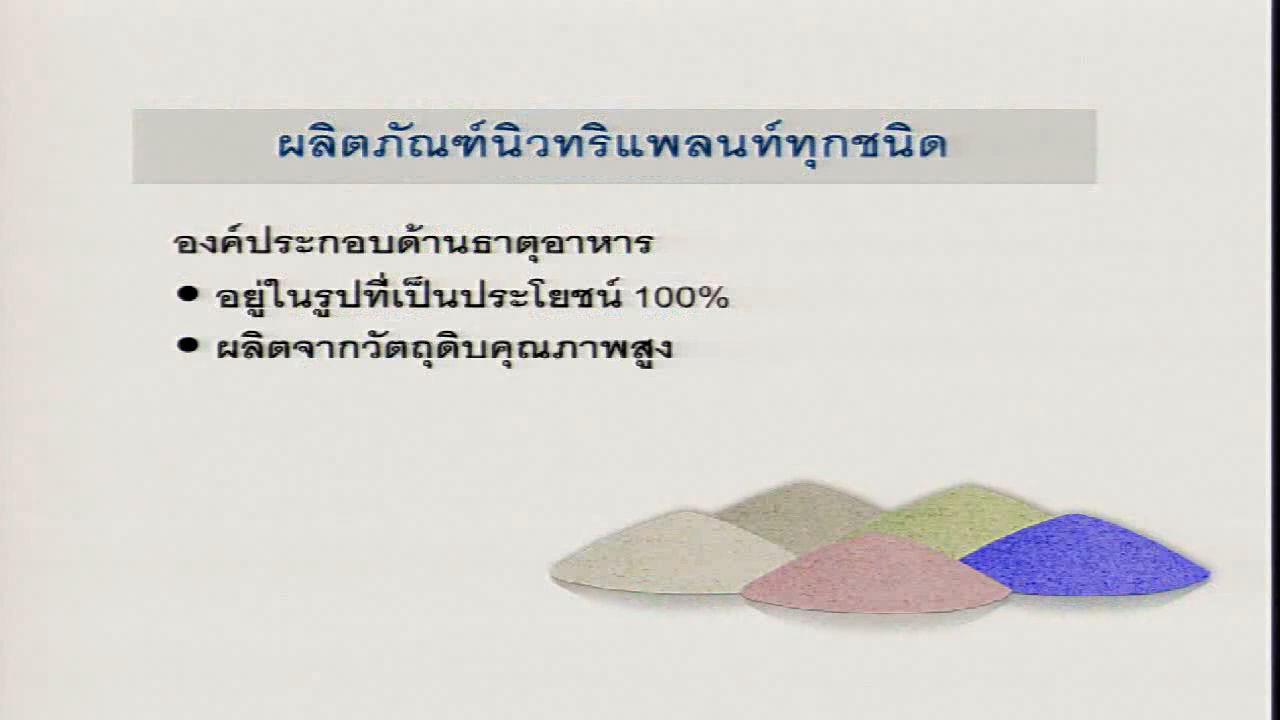 ผลิตภัณฑ์นิวทริแพลนท์ทุกชนิด
องค์ประกอบด้านธาตุอาหาร
● อยู่ในรูปที่เป็นประโยชน์ 100%
● ผลิตจากวัตถุดิบคุณภาพสูง